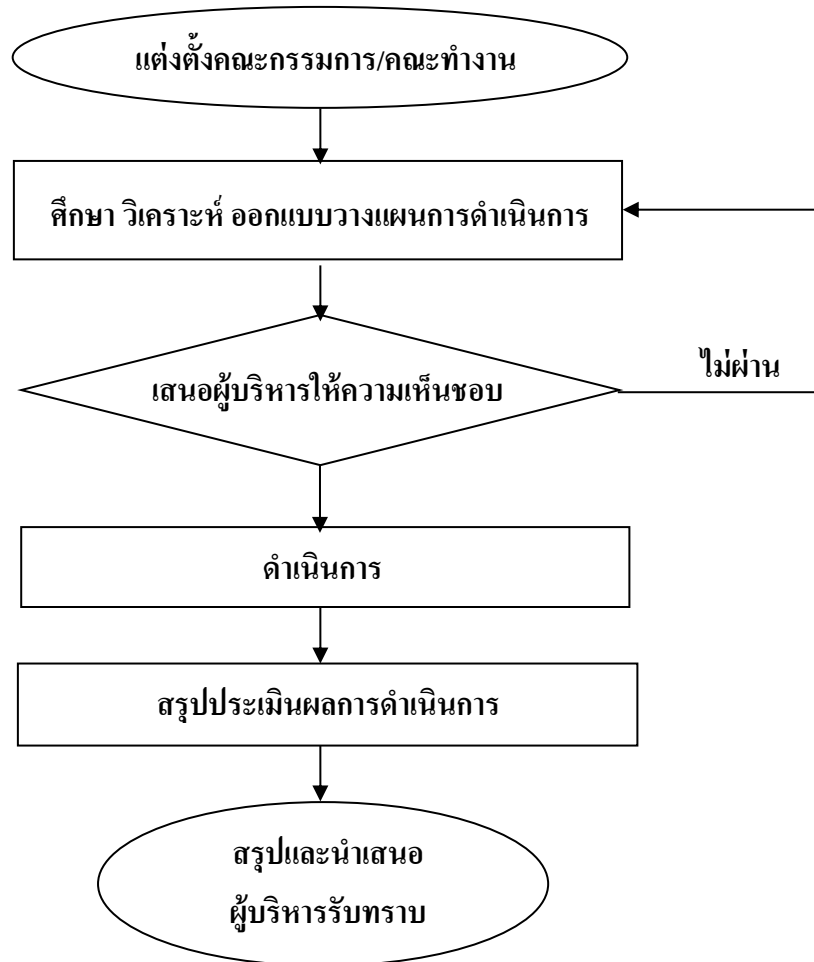 แต่งตั้งคณะกรรมการ/คณะทำงาน
ศึกษา วิเคราะห์ ออกแบบวางแผนการดำเนินการ
เสนอผู้บริหารให้ความเห็นชอบ
ไม่ผ่าน
ดำเนินการ
สรุปประเมินผลการดำเนินการ
สรุปและนำเสนอ
ผู้บริหารรับทราบ